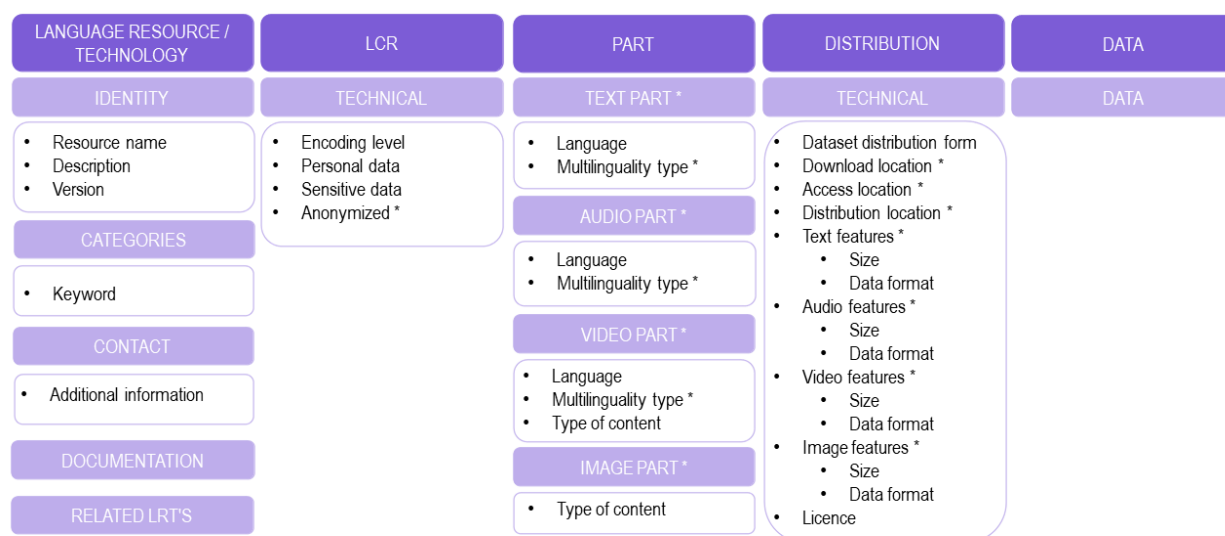 LANGUAGE RESOURCE /
TECHNOLOGY
IDENTITY
• Resource name
• Description
• Version
CATEGORIES
• Keyword
CONTACT
• Additional information
DOCUMENTATION
RELATED LRT'S
LCR
TECHNICAL
• Encoding level
• Personal data
• Sensitive data
• Anonymized *
PART
TEXT PART *
• Language
• Multilinguality type *
AUDIO PART *
• Language
• Multilinguality type *
VIDEO PART *
• Language
• Multilinguality type *
• Type of content
IMAGE PART *
• Type of content
DISTRIBUTION
TECHNICAL
• Dataset distribution form
• Download location *
• Access location *
• Distribution location *
• Text features *
• Size
• Data format
• Audio features *
• Size
• Data format
• Video features *
• Size
• Data format
• Image features *
• Size
• Data format
• Licence
DATA
DATA